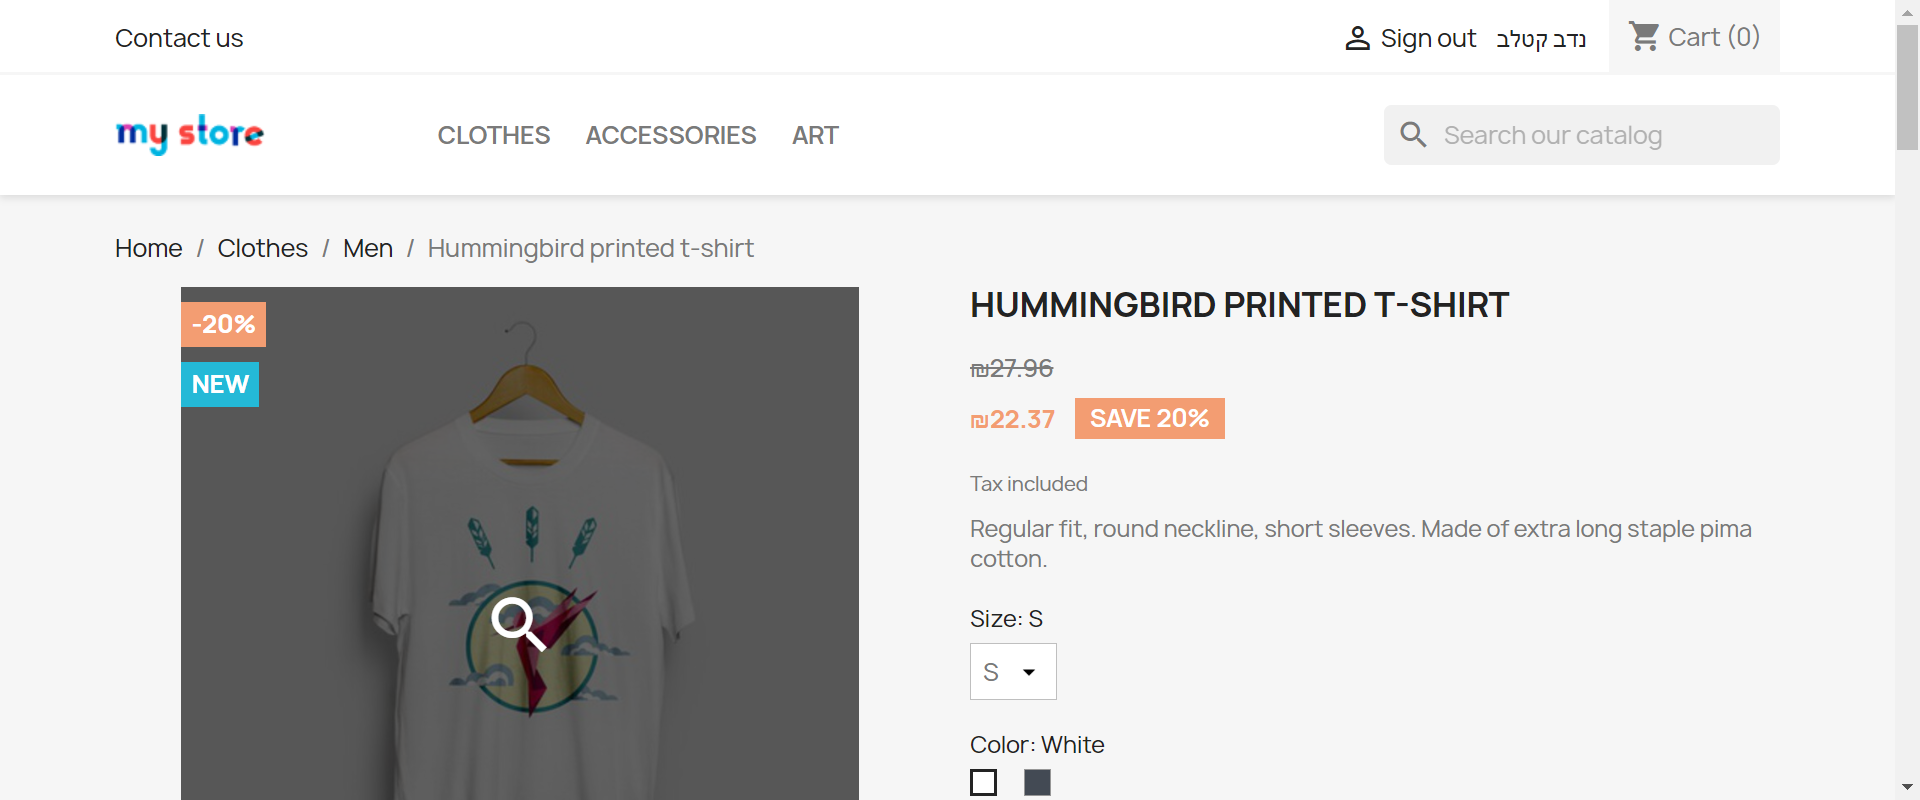 Contact us
Sign out
נדב קטלב
Cart (0)
my store
CLOTHES
ACCESSORIES
ART
Search our catalog
Home / Clothes / Men / Hummingbird printed t-shirt
-20%
NEW
HUMMINGBIRD PRINTED T-SHIRT
₪27.96
₪22.37
SAVE 20%
Tax included
Regular fit, round neckline, short sleeves. Made of extra long staple pima
cotton.
Size: S
S
Color: White